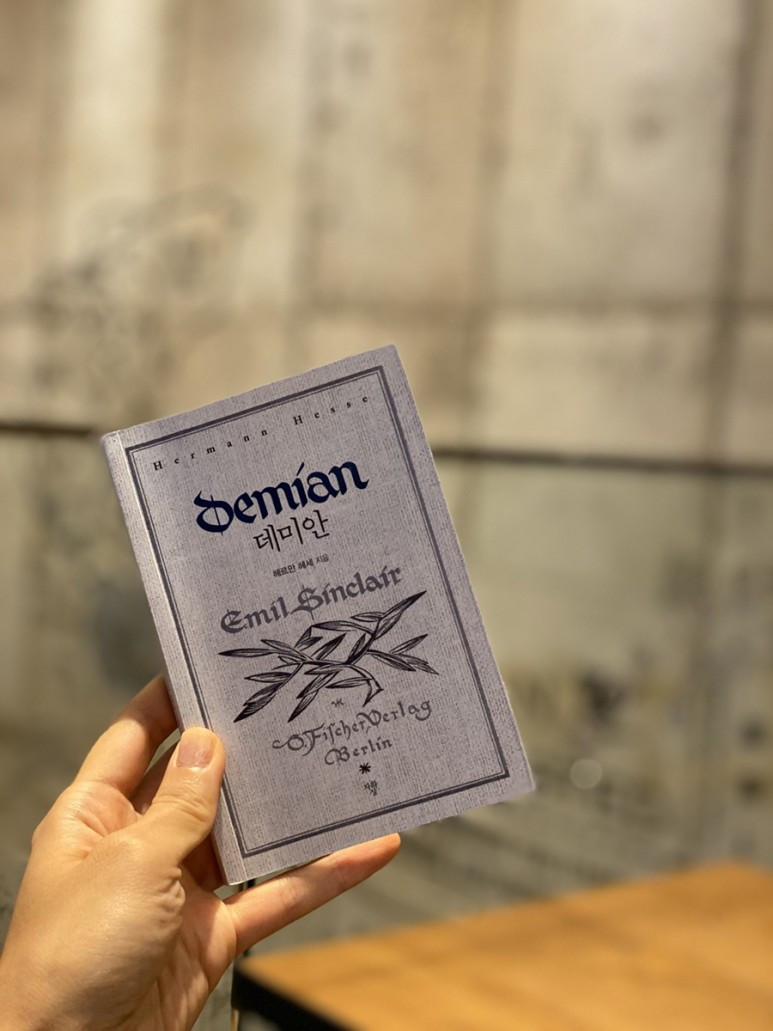 Hermann Hesse
demian
데미안
헤르만 헤세 지음
Emil Sinclair
S. Fischer, Verlag
Berlin